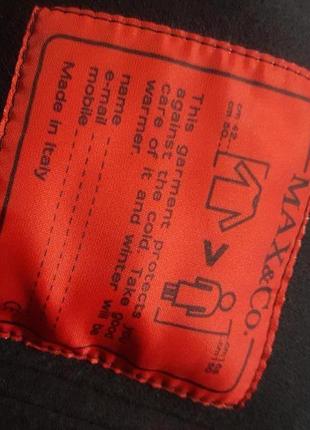 MAX&CO.
This garment protects you
against the cold. Take good
care of it and winter will be
warmer.
name
e-mail
mobile
Made in Italy